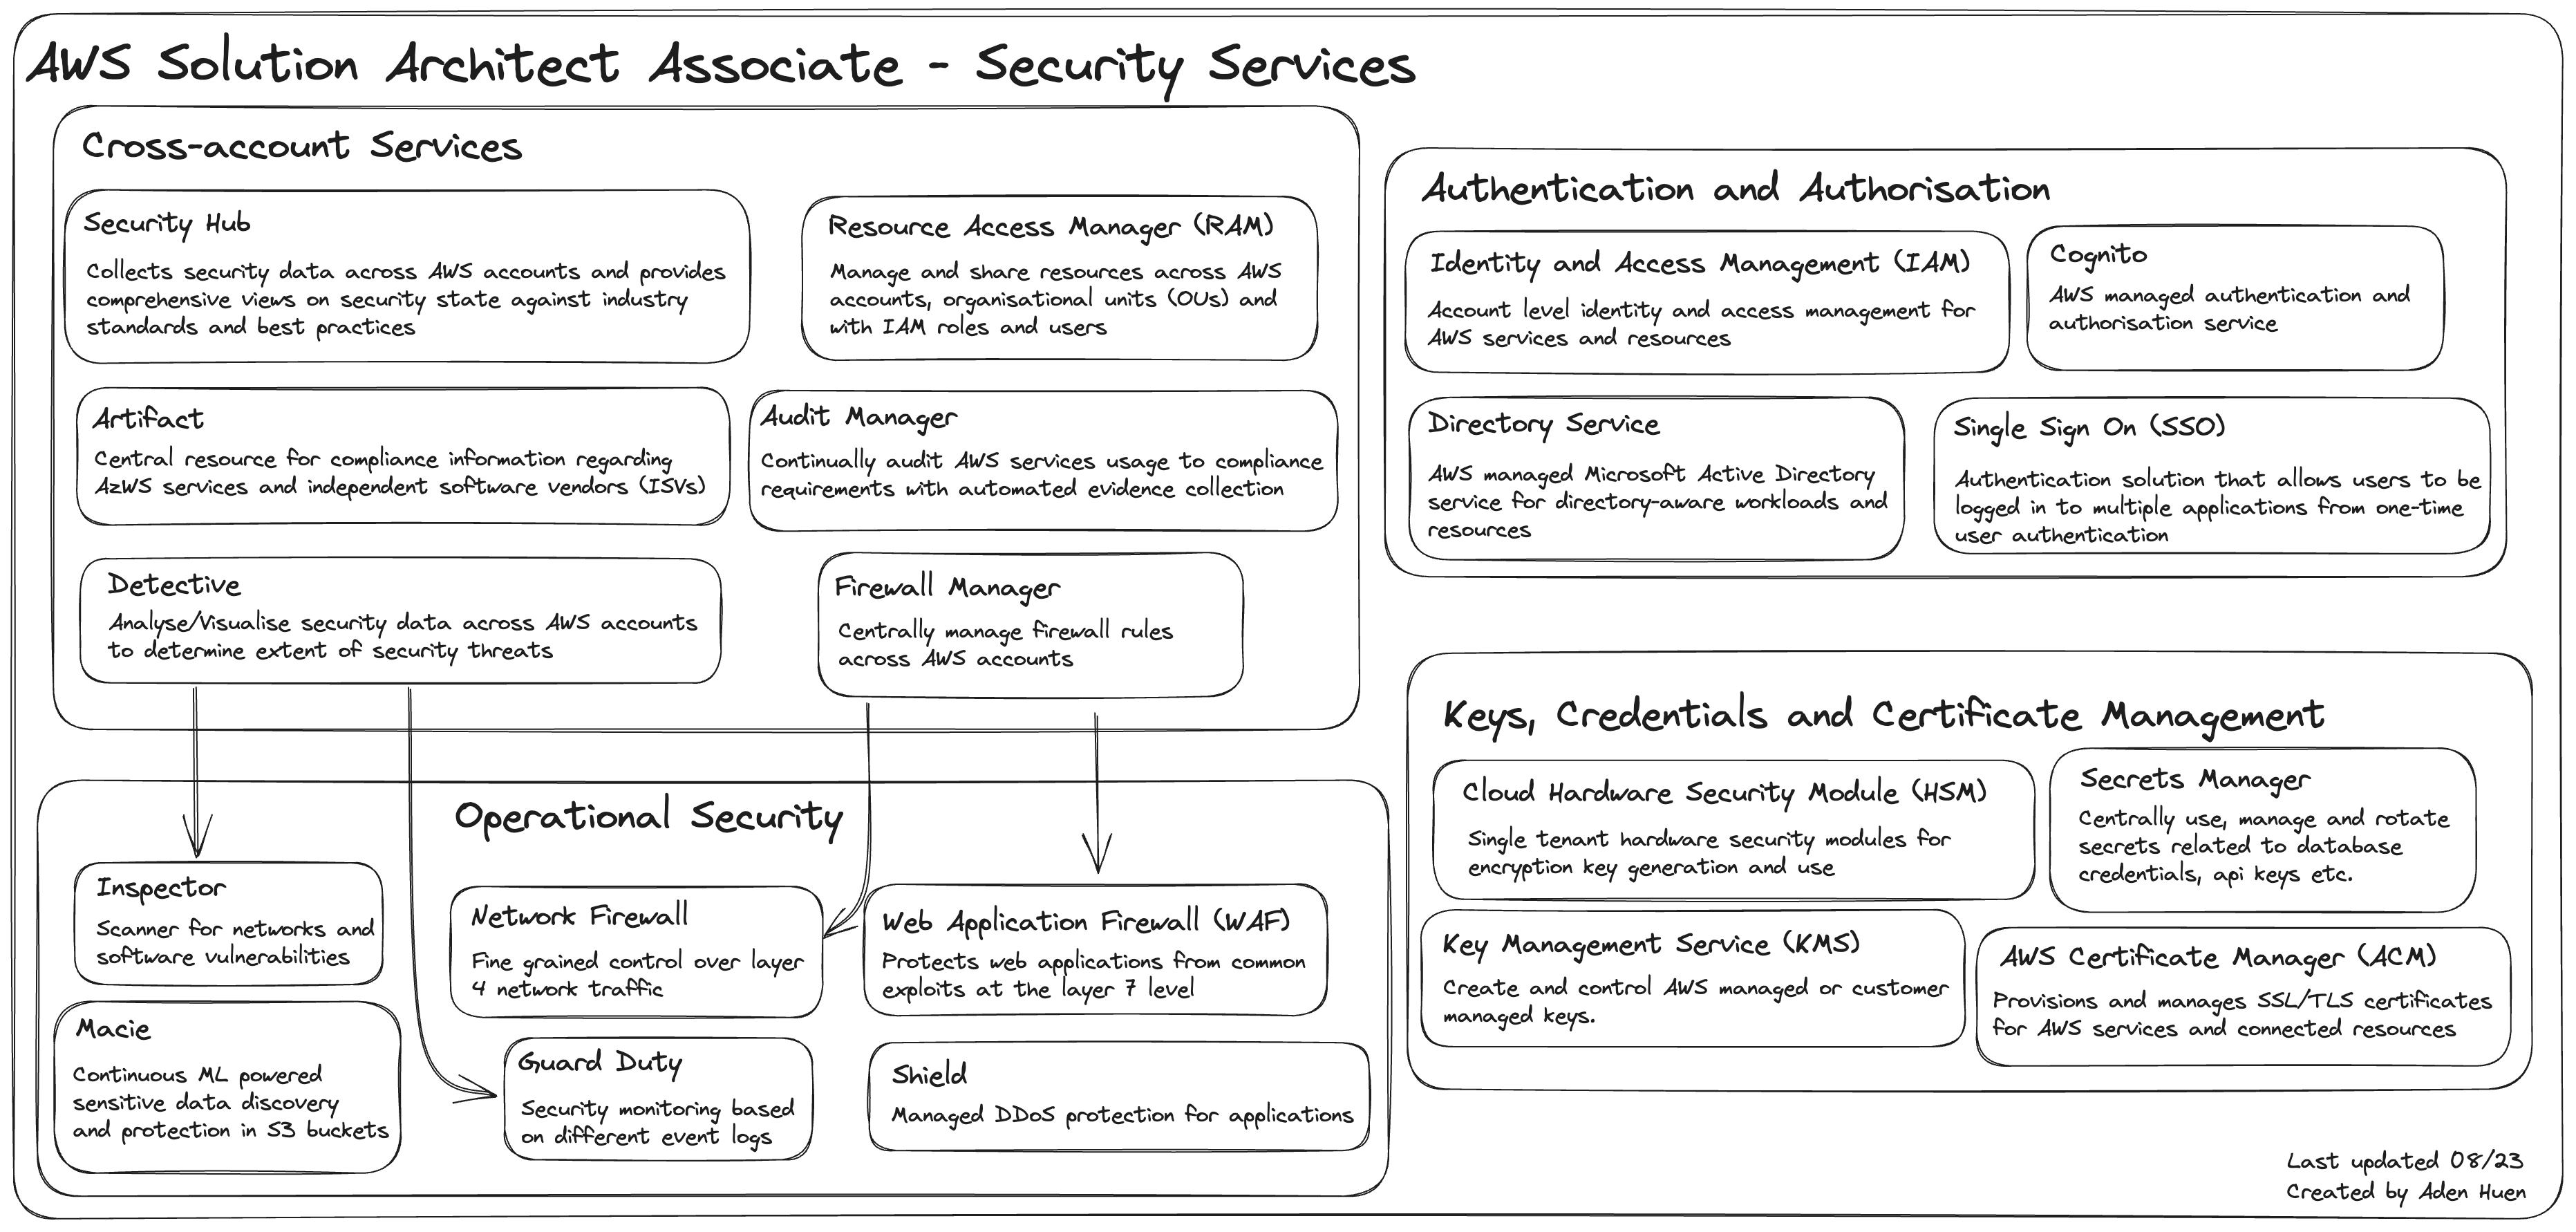 AWS Solution Architect Associate - Security Services
Cross-account Services
Security Hub
Collects security data across AWS accounts and provides
comprehensive views on security state against industry
standards and best practices
Resource Access Manager (RAM)
Manage and share resources across AWS
accounts, organisational units (OUs) and
with IAM roles and users
Artifact
Central resource for compliance information regarding
AzWS services and independent software vendors (ISVs)
Audit Manager
Continually audit AWS services usage to compliance
requirements with automated evidence collection
Detective
Analyse/Visualise security data across AWS accounts
to determine extent of security threats
Firewall Manager
Centrally manage firewall rules
across AWS accounts
Operational Security
Inspector
Scanner for networks and
software vulnerabilities
Network Firewall
Fine grained control over layer
4 network traffic
Web Application Firewall (WAF)
Protects web applications from common
exploits at the layer 7 level
Macie
Continuous ML powered
sensitive data discovery
and protection in S3 buckets
Guard Duty
Security monitoring based
on different event logs
Shield
Managed DDoS protection for applications
Authentication and Authorisation
Identity and Access Management (IAM)
Account level identity and access management for
AWS services and resources
Cognito
AWS managed authentication and
authorisation service
Directory Service
AWS managed Microsoft Active Directory
service for directory-aware workloads and
resources
Single Sign On (SSO)
Authentication solution that allows users to be
logged in to multiple applications from one-time
user authentication
Keys, Credentials and Certificate Management
Cloud Hardware Security Module (HSM)
Single tenant hardware security modules for
encryption key generation and use
Secrets Manager
Centrally use, manage and rotate
secrets related to database
credentials, api keys etc.
Key Management Service (KMS)
Create and control AWS managed or customer
managed keys.
AWS Certificate Manager (ACM)
Provisions and manages SSL/TLS certificates
for AWS services and connected resources
Last updated 08/23
Created by Aden Huen